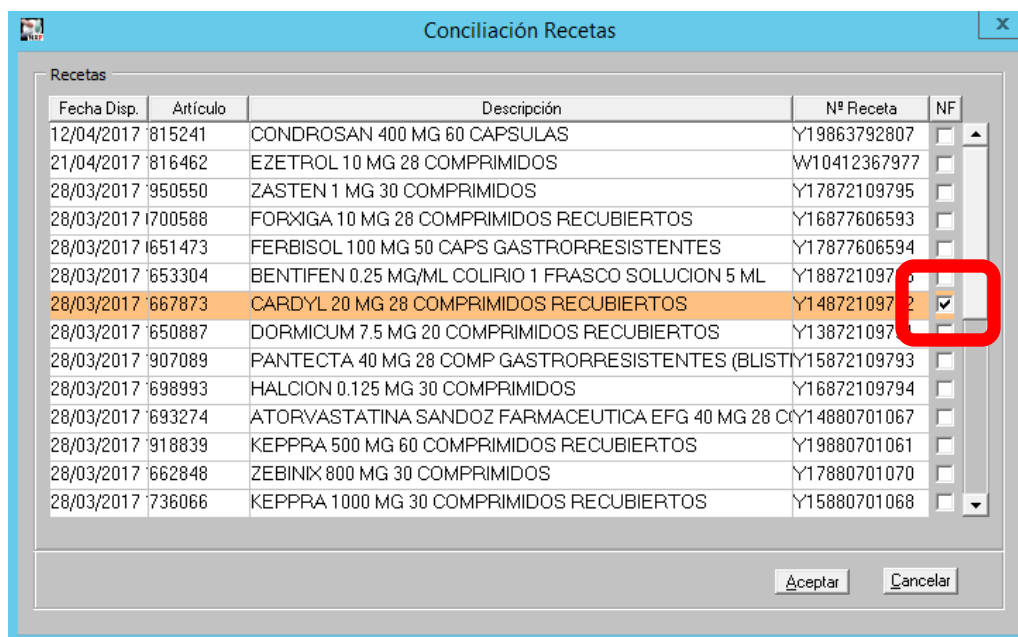 Conciliación Recetas
Recetas
Fecha Disp. Artículo Descripción Nº Receta NF
12/04/2017 815241 CONDROSAN 400 MG 60 CAPSULAS Y19863792807
21/04/2017 816462 EZETROL 10 MG 28 COMPRIMIDOS W10412367977
28/03/2017 950550 ZASTEN 1 MG 30 COMPRIMIDOS Y17872109795
28/03/2017 700588 FORXIGA 10 MG 28 COMPRIMIDOS RECUBIERTOS Y16877606593
28/03/2017 651473 FERBISOL 100 MG 50 CAPS GASTRORRESISTENTES Y17877606594
28/03/2017 653304 BENTIFEN 0.25 MG/ML COLIRIO 1 FRASCO SOLUCION 5 ML
28/03/2017 667873 CARDYL 20 MG 28 COMPRIMIDOS RECUBIERTOS
28/03/2017 650887 DORMICUM 7.5 MG 20 COMPRIMIDOS RECUBIERTOS
28/03/2017 907089 PANTECTA 40 MG 28 COMP GASTRORRESISTENTES (BLIST Y15872109793
28/03/2017 698993 HALCION 0.125 MG 30 COMPRIMIDOS Y16872109794
28/03/2017 693274 ATORVASTATINA SANDOZ FARMACEUTICA EFG 40 MG 28 C Y14880701067
28/03/2017 918839 KEPPRA 500 MG 60 COMPRIMIDOS RECUBIERTOS Y19880701061
28/03/2017 662848 ZEBINIX 800 MG 30 COMPRIMIDOS Y17880701070
28/03/2017 736066 KEPPRA 1000 MG 30 COMPRIMIDOS RECUBIERTOS Y15880701068
Aceptar Cancelar